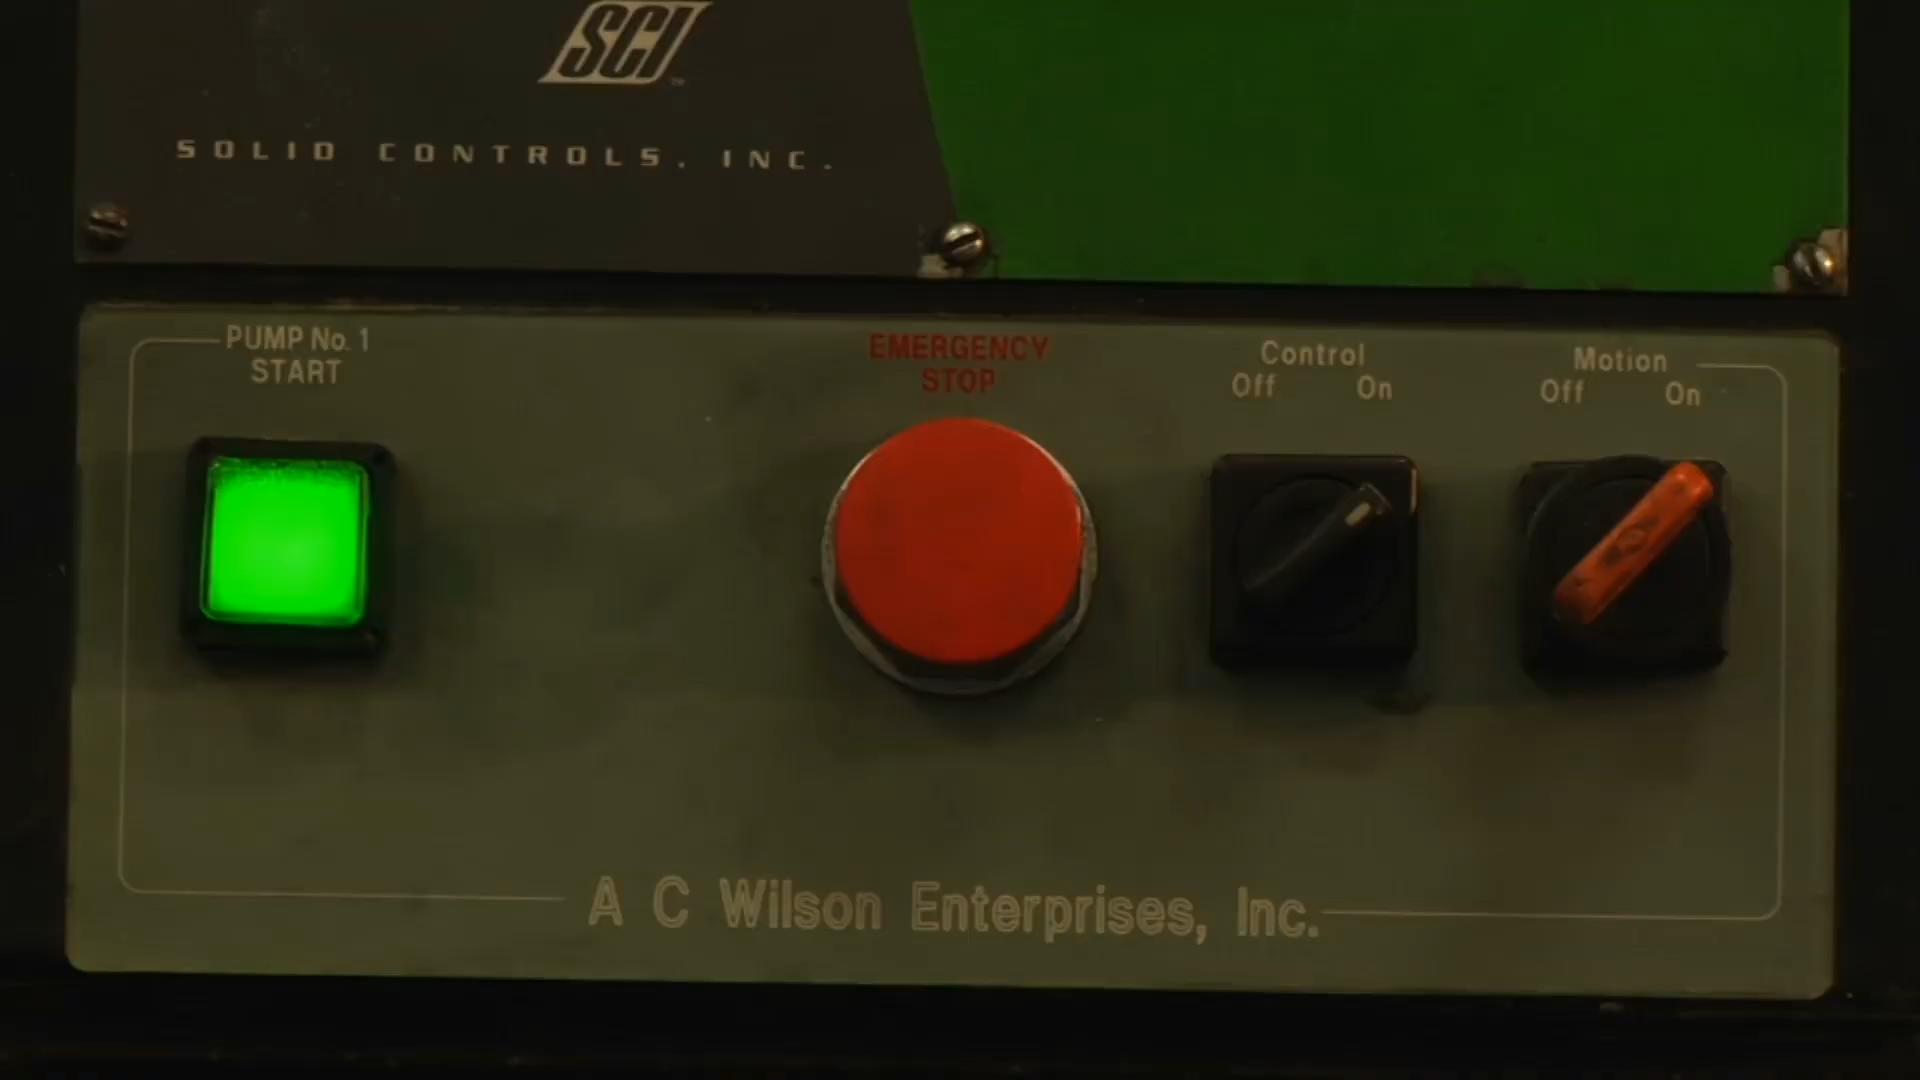 SCI
SOLID CONTROLS, INC.
PUMP No. 1
START
EMERGENCY
STOP
Control
Off On
Motion
Off On
A C Wilson Enterprises, Inc.